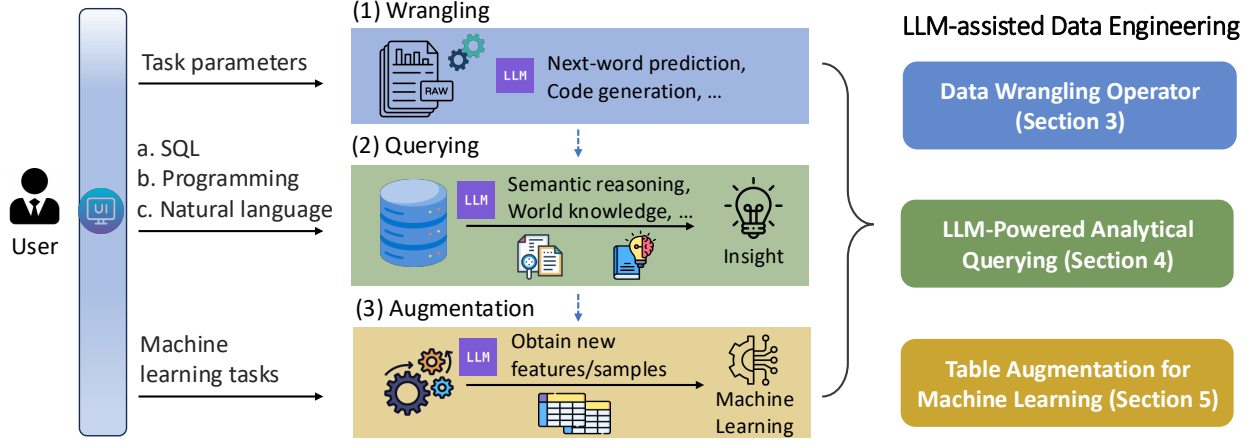 User
UI
Task parameters
a. SQL
b. Programming
c. Natural language
Machine
learning tasks
(1) Wrangling
RAW
LLM
Next-word prediction,
Code generation, ...
(2) Querying
LLM
Semantic reasoning,
World knowledge, ...
Insight
(3) Augmentation
LLM
Obtain new
features/samples
Machine
Learning
LLM-assisted Data Engineering
Data Wrangling Operator
(Section 3)
LLM-Powered Analytical
Querying (Section 4)
Table Augmentation for
Machine Learning (Section 5)